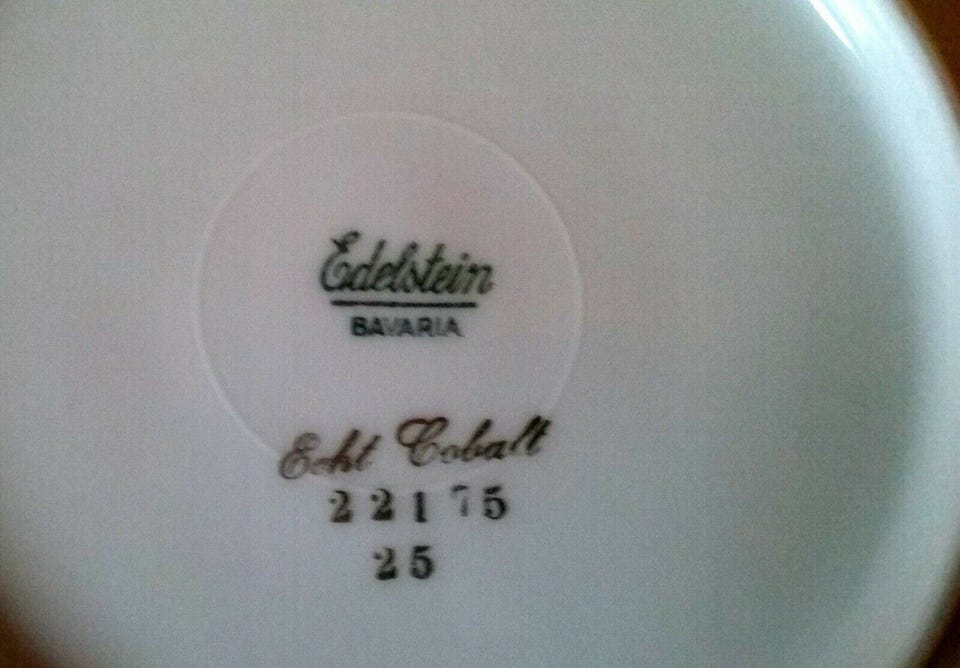 Edelstein
BAVARIA
Echt Cobalt
22175
25